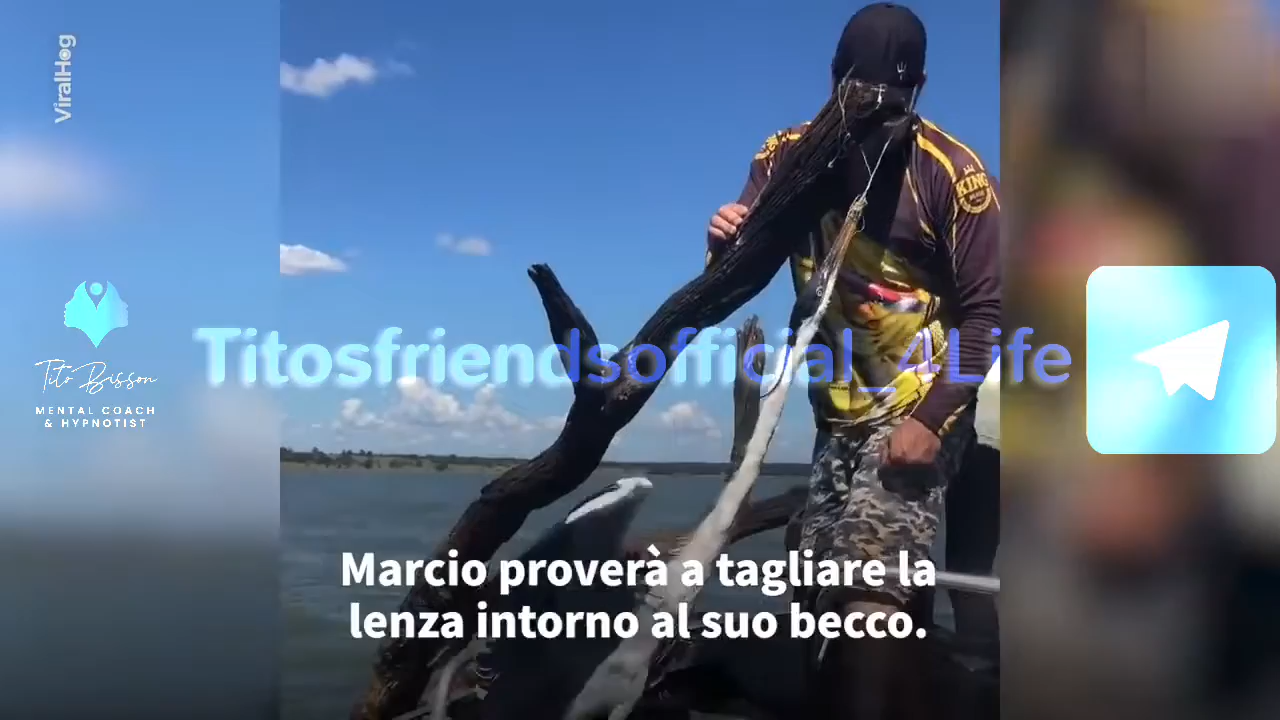 ViralHog
KING
Titosfriendsofficial_4Life
Tito Bisson
MENTAL COACH
& HYPNOTIST
Marcio proverà a tagliare la
lenza intorno al suo becco.